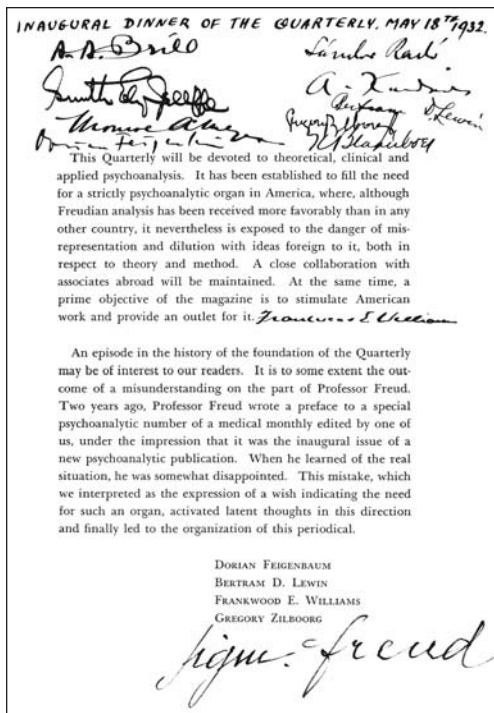 INAUGURAL DINNER OF THE QUARTERLY, MAY 18TH 1932.
A. A. Brill
Sándor Radó
Smith Ely Jelliffe
A. Kardiner
Bertram D. Lewin
Monroe A. Meyer
Gregory Zilboorg
Dorian Feigenbaum
This Quarterly will be devoted to theoretical, clinical and
applied psychoanalysis. It has been established to fill the need
for a strictly psychoanalytic organ in America, where, although
Freudian analysis has been received more favorably than in any
other country, it nevertheless is exposed to the danger of mis-
representation and dilution with ideas foreign to it, both in
respect to theory and method. A close collaboration with
associates abroad will be maintained. At the same time, a
prime objective of the magazine is to stimulate American
work and provide an outlet for it. Frankwood E. Williams
An episode in the history of the foundation of the Quarterly
may be of interest to our readers. It is to some extent the out-
come of a misunderstanding on the part of Professor Freud.
Two years ago, Professor Freud wrote a preface to a special
psychoanalytic number of a medical monthly edited by one of
us, under the impression that it was the inaugural issue of a
new psychoanalytic publication. When he learned of the real
situation, he was somewhat disappointed. This mistake, which
we interpreted as the expression of a wish indicating the need
for such an organ, activated latent thoughts in this direction
and finally led to the organization of this periodical.
DORIAN FEIGENBAUM
BERTRAM D. LEWIN
FRANKWOOD E. WILLIAMS
GREGORY ZILBOORG
Sigm. Freud